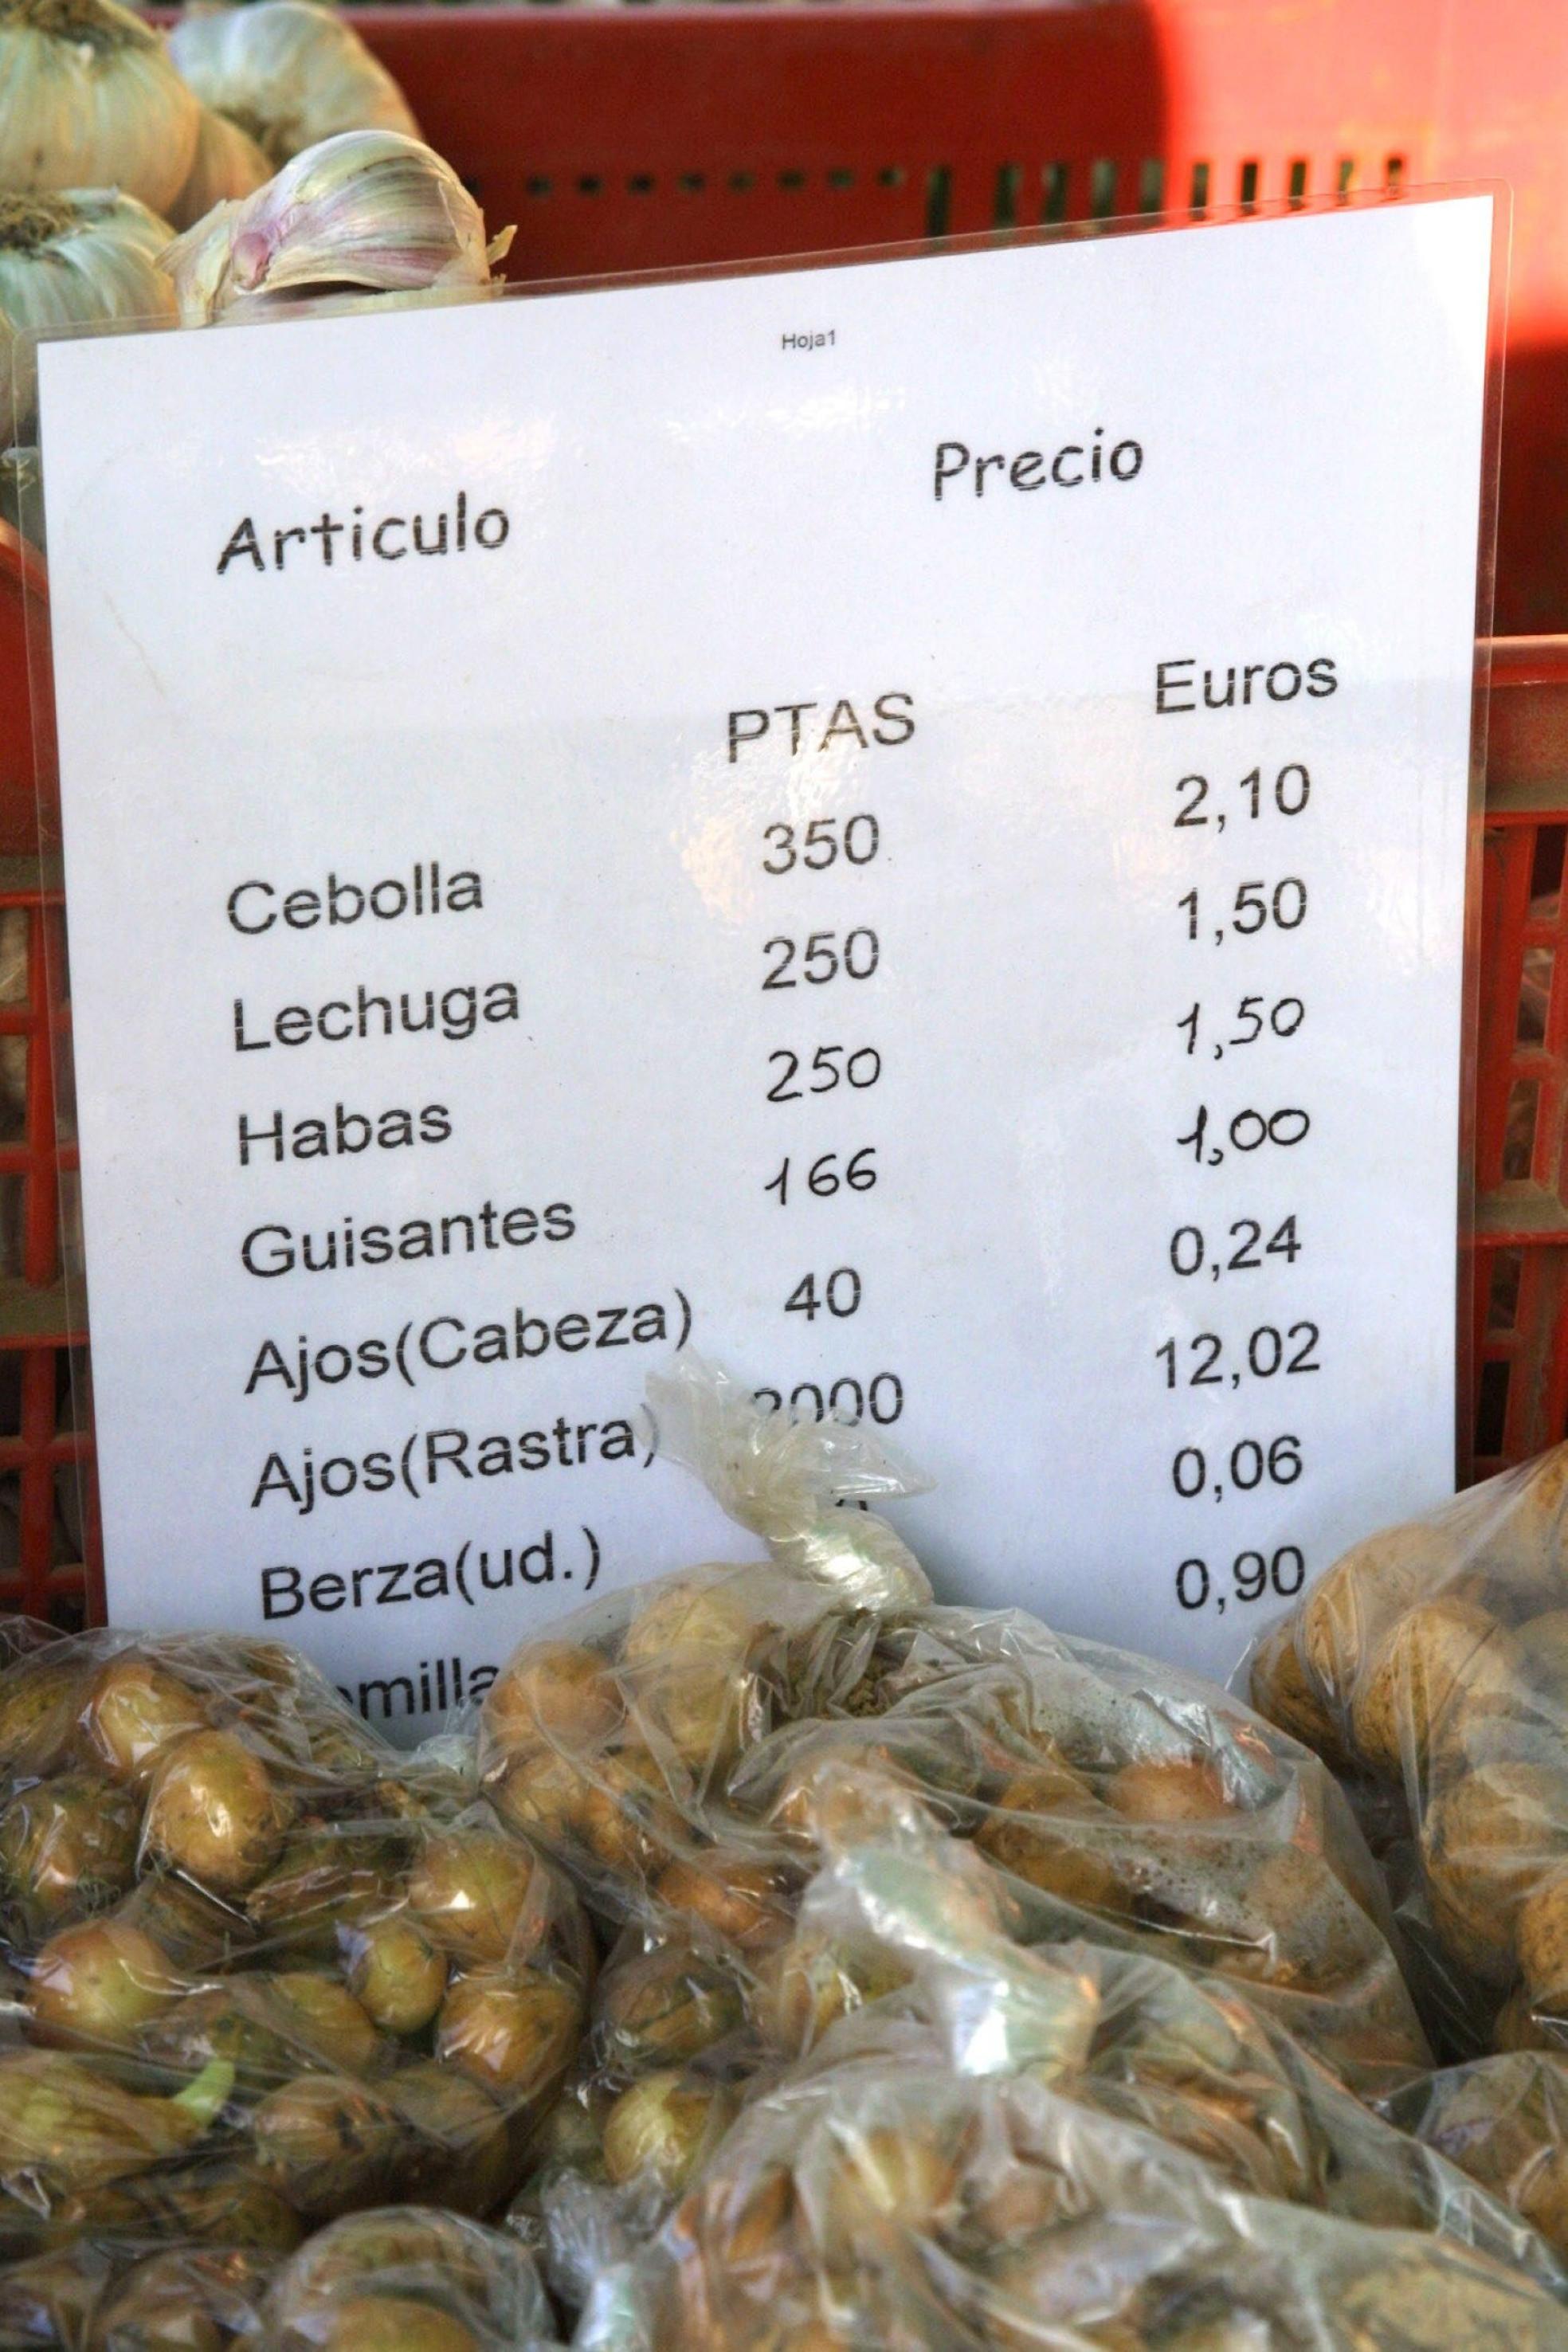 Hoja1
Articulo Precio
PTAS Euros
Cebolla 350 2,10
Lechuga 250 1,50
Habas 250 1,50
Guisantes 166 1,00
Ajos(Cabeza) 40 0,24
Ajos(Rastra) 2000 12,02
Berza(ud.) 0,06
0,90